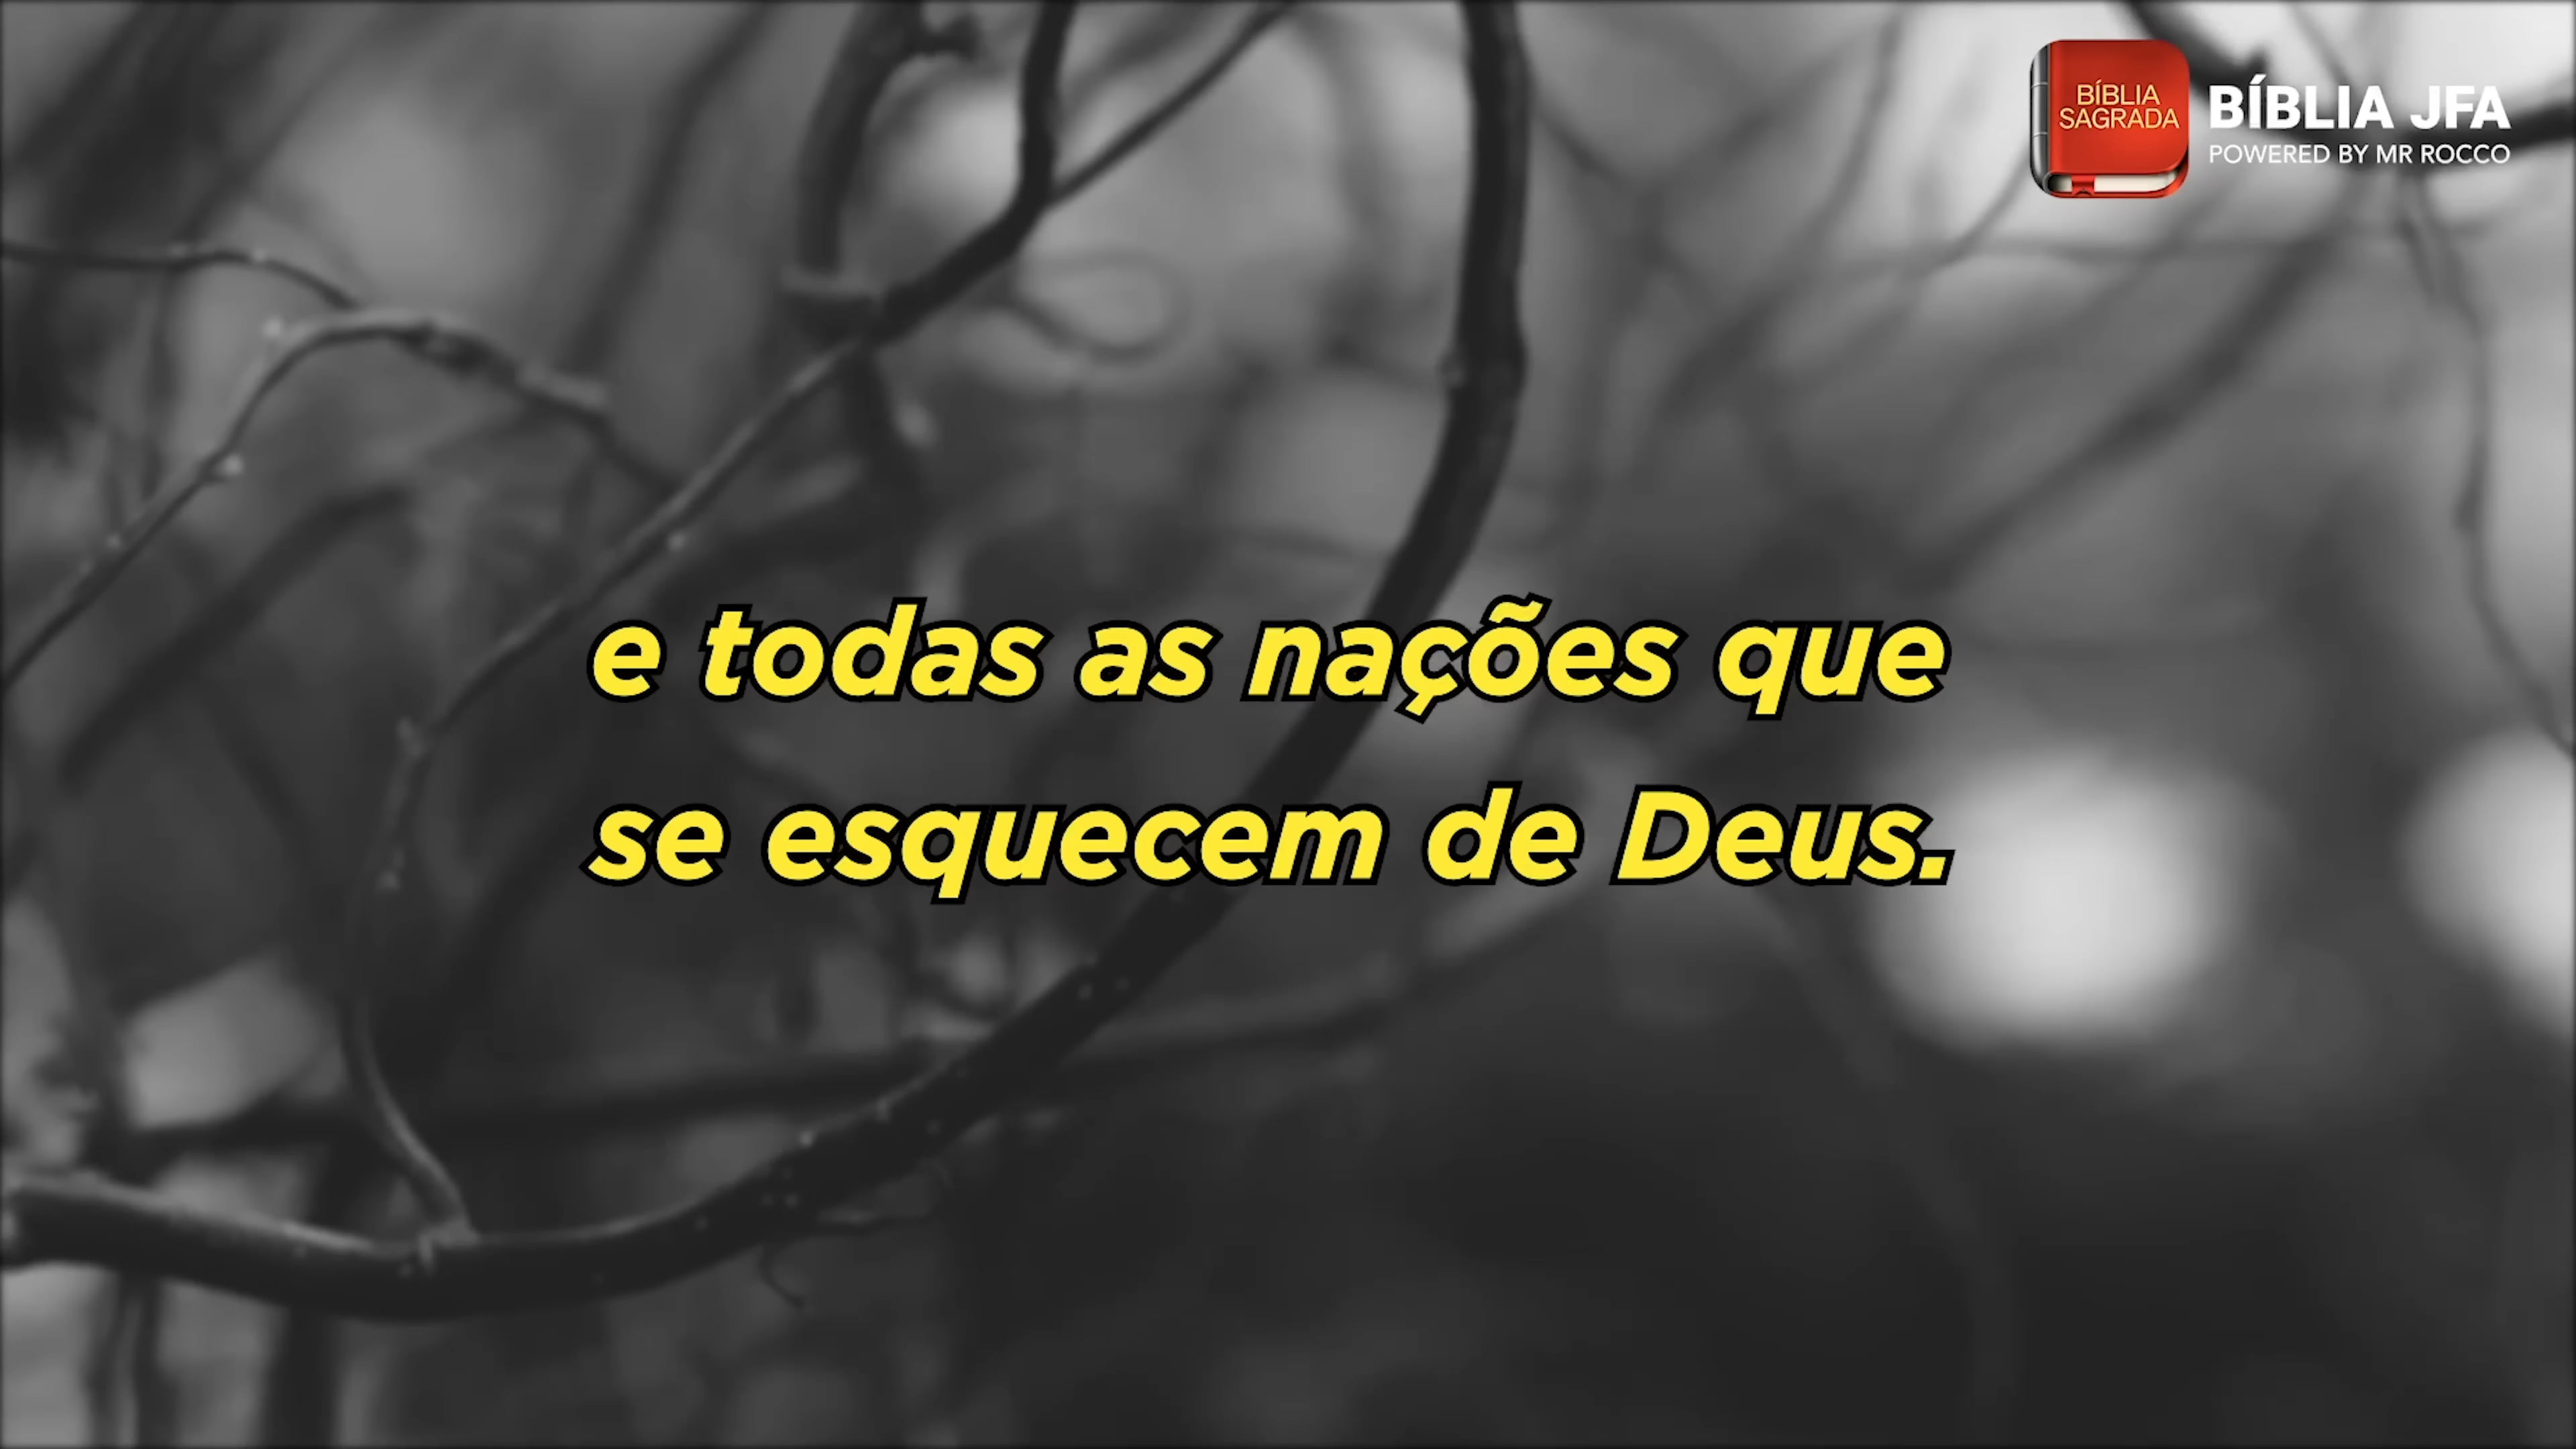 BÍBLIA
SAGRADA
BÍBLIA JFA
POWERED BY MR ROCCO
e todas as nações que
se esquecem de Deus.